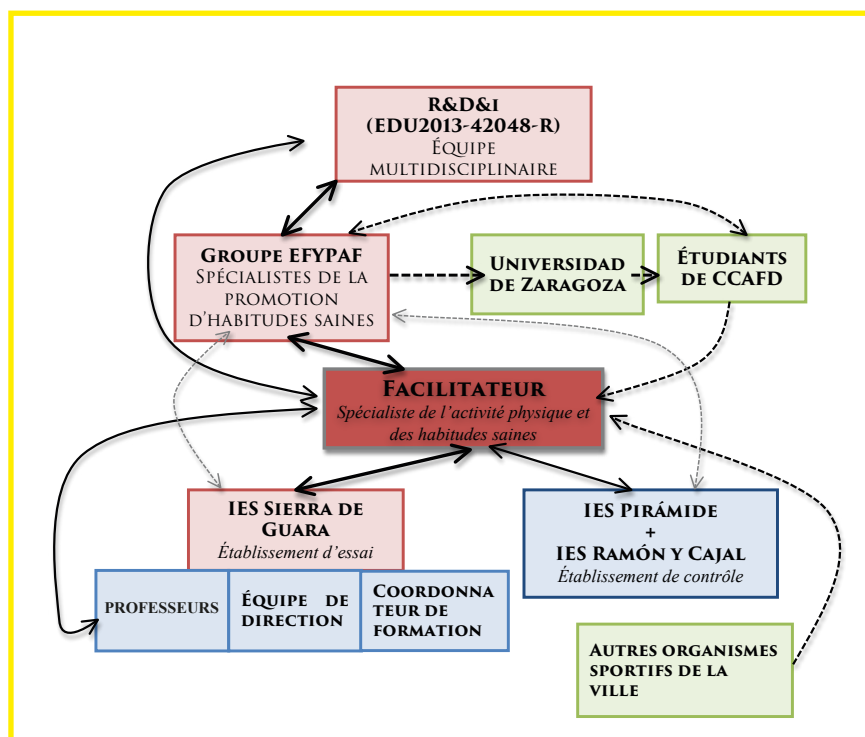 R&D&I
(EDU2013-42048-R)
ÉQUIPE
MULTIDISCIPLINAIRE
GROUPE EFYPAF
SPÉCIALISTES DE LA
PROMOTION
D'HABITUDES SAINES
UNIVERSIDAD
DE ZARAGOZA
ÉTUDIANTS
DE CCAFD
FACILITATEUR
Spécialiste de l'activité physique et
des habitudes saines
IES SIERRA DE
GUARA
Établissement d'essai
IES PIRÁMIDE
+
IES RAMÓN Y CAJAL
Établissement de contrôle
PROFESSEURS
ÉQUIPE DE
DIRECTION
COORDONNA
TEUR DE
FORMATION
AUTRES ORGANISMES
SPORTIFS DE LA
VILLE